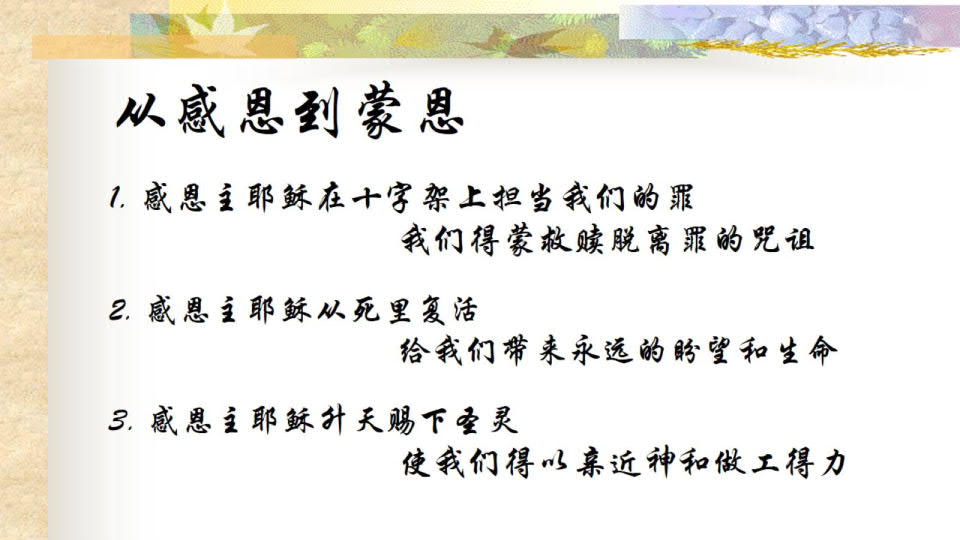 从感恩到蒙恩
1. 感恩主耶稣在十字架上担当我们的罪
我们得蒙救赎脱离罪的咒诅
2. 感恩主耶稣从死里复活
给我们带来永远的盼望和生命
3. 感恩主耶稣升天赐下圣灵
使我们得以亲近神和做工得力